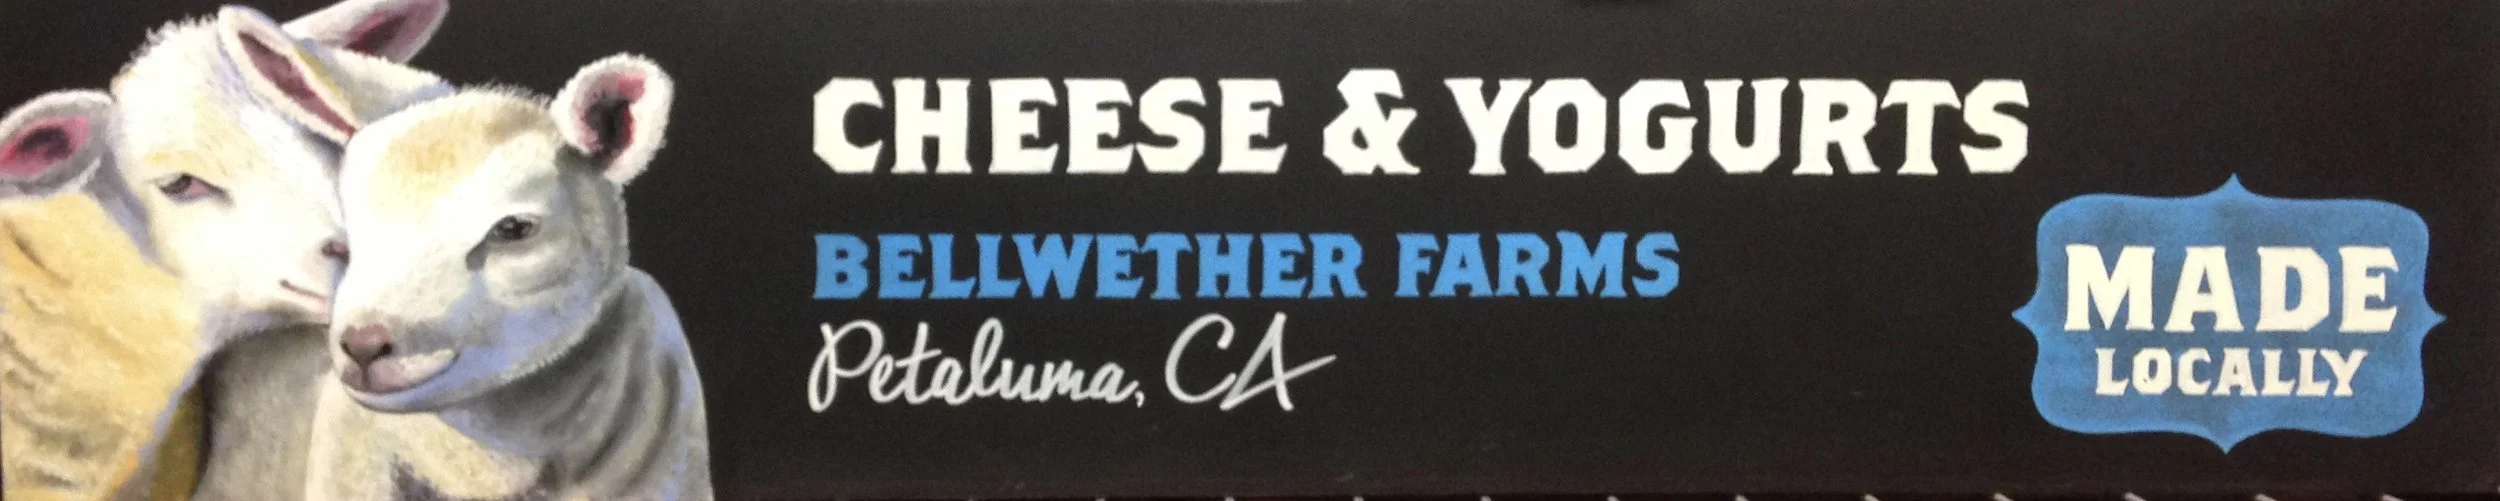 CHEESE & YOGURTS
BELLWETHER FARMS
Petaluma, CA
MADE
LOCALLY